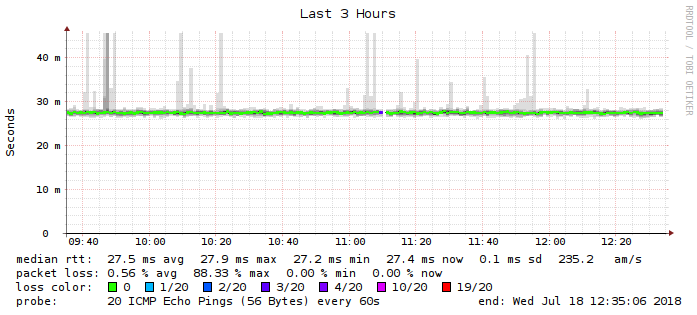 Last 3 Hours
RRDTOOL / TOBI OETIKER
Seconds
40 m
30 m
20 m
10 m
0
09:40 10:00 10:20 10:40 11:00 11:20 11:40 12:00 12:20
median rtt: 27.5 ms avg 27.9 ms max 27.2 ms min 27.4 ms now 0.1 ms sd 235.2 am/s
packet loss: 0.56 % avg 88.33 % max 0.00 % min 0.00 % now
loss color: 0 1/20 2/20 3/20 4/20 10/20 19/20
probe: 20 ICMP Echo Pings (56 Bytes) every 60s end: Wed Jul 18 12:35:06 2018